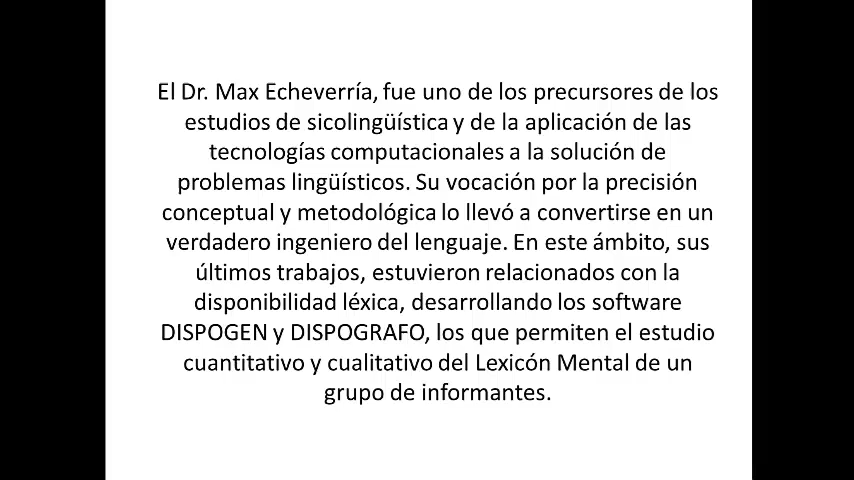 El Dr. Max Echeverría, fue uno de los precursores de los
estudios de sicolingüística y de la aplicación de las
tecnologías computacionales a la solución de
problemas lingüísticos. Su vocación por la precisión
conceptual y metodológica lo llevó a convertirse en un
verdadero ingeniero del lenguaje. En este ámbito, sus
últimos trabajos, estuvieron relacionados con la
disponibilidad léxica, desarrollando los software
DISPOGEN y DISPOGRAFO, los que permiten el estudio
cuantitativo y cualitativo del Lexicón Mental de un
grupo de informantes.